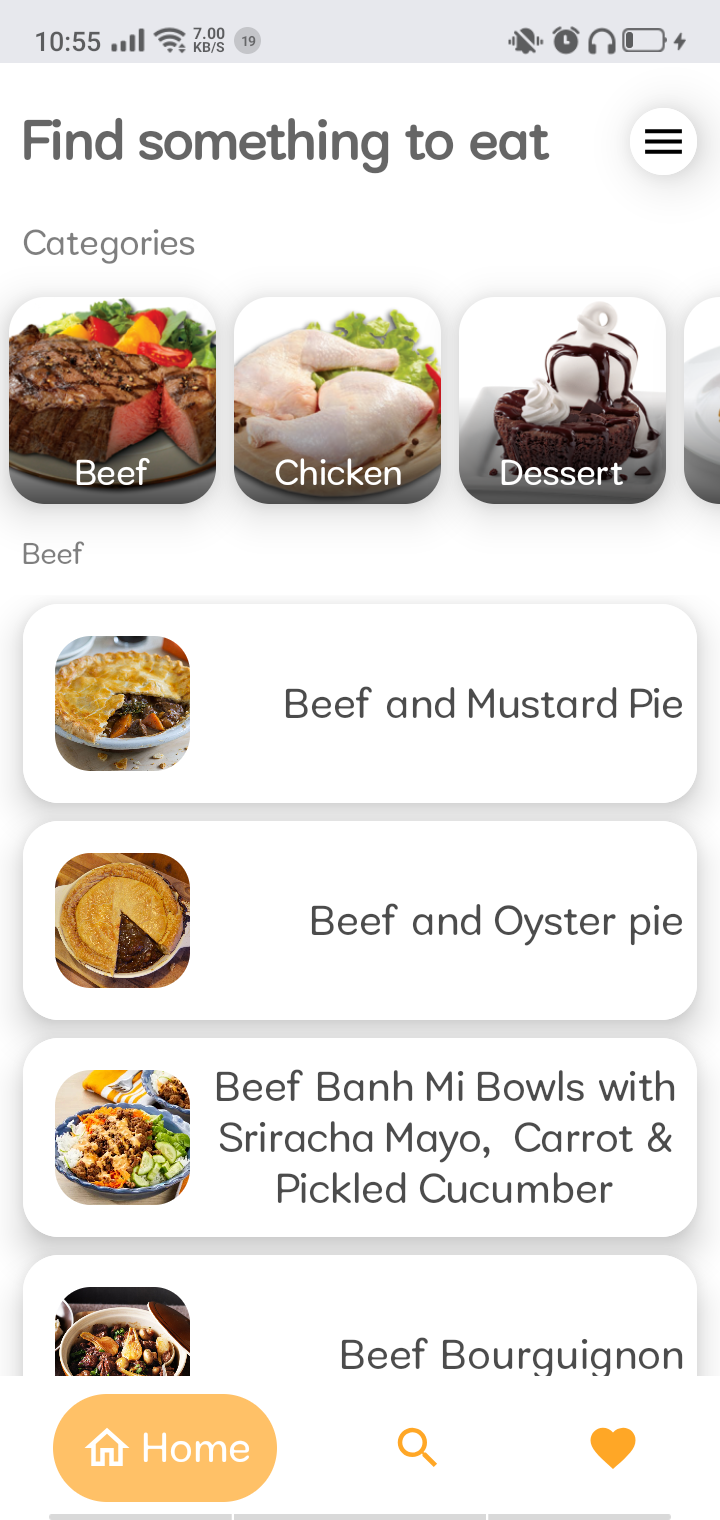 10:55 7.00 KB/S 19
Find something to eat
Categories
Beef Chicken Dessert
Beef
Beef and Mustard Pie
Beef and Oyster pie
Beef Banh Mi Bowls with
Sriracha Mayo, Carrot &
Pickled Cucumber
Beef Bourguignon
Home